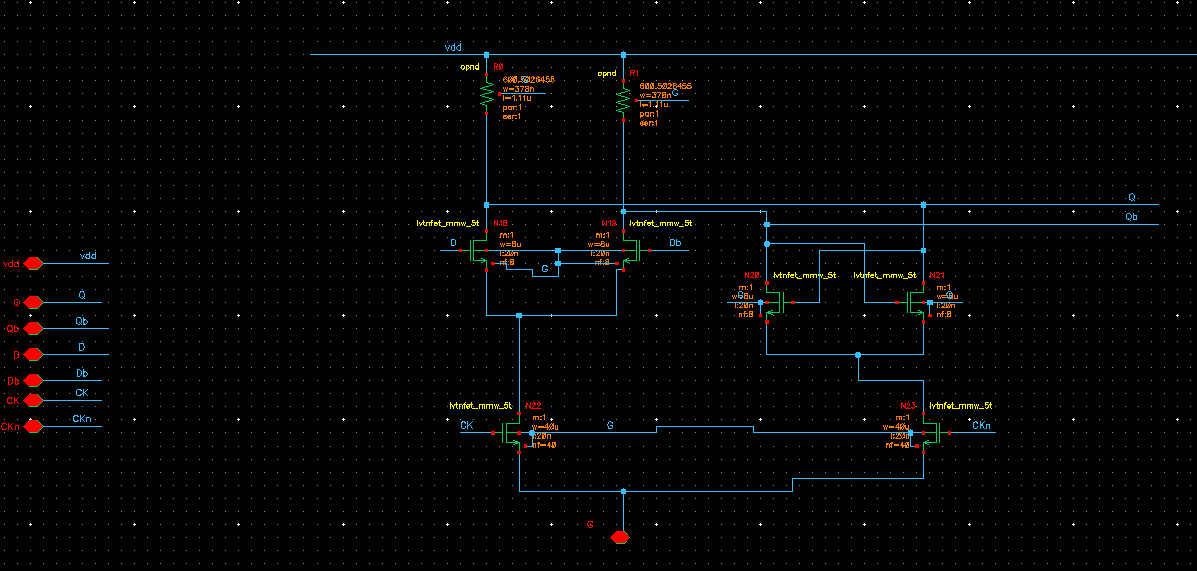 vdd
opnd
R0
600.5026455
w=378n
l=1.11u
par:1
ser:1
opnd
R1
600.5026455
G
w=378n
l=1.11u
par:1
ser:1
Q
Qb
lvtnfet_mmw_5t
N18
m:1
w=8u
l:20n
nf:8
D
G
N19
lvtnfet_mmw_5t
m:1
w=8u
l:20n
nf:8
Db
N20
lvtnfet_mmw_5t
m:1
w=8u
l:20n
nf:8
G
lvtnfet_mmw_5t
N21
m:1
w=8u
l:20n
nf:8
G
vdd
vdd
Q
Q
Qb
Qb
D
D
Db
Db
CK
CK
CKn
CKn
lvtnfet_mmw_5t
N22
m:1
w=40u
l:20n
nf=40
CK
G
N23
lvtnfet_mmw_5t
m:1
w=40u
l:20n
nf=40
CKn
G